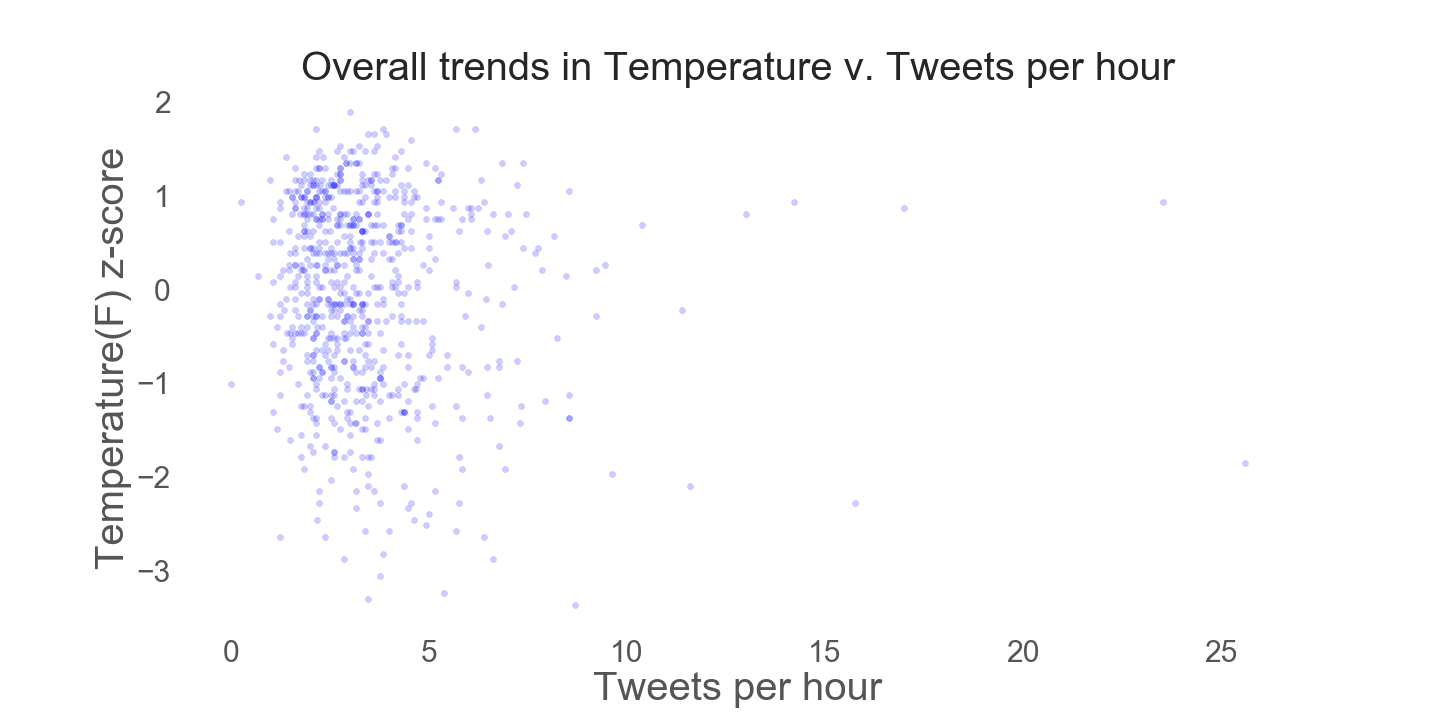 Overall trends in Temperature v. Tweets per hour
2
1
0
−1
−2
−3
Temperature(F) z-score
0 5 10 15 20 25
Tweets per hour